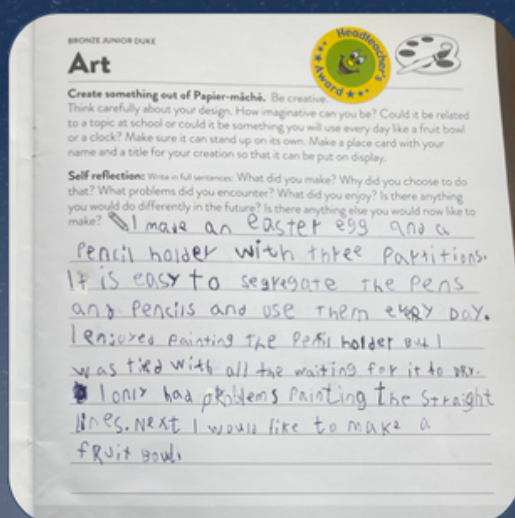 BRONZE JUNIOR DUKE
Art
Headteacher's
Award
Create something out of Papier-mâché. Be creative.
Think carefully about your design. How imaginative can you be? Could it be related
to a topic at school or could it be something you will use every day like a fruit bowl
or a clock? Make sure it can stand up on its own. Make a place card with your
name and a title for your creation so that it can be put on display.
Self reflection: Write in full sentences: What did you make? Why did you choose to do
that? What problems did you encounter? What did you enjoy? Is there anything
you would do differently in the future? Is there anything else you would now like to
make? I made an easter egg and a
Pencil holder with three Partitions.
It is easy to segregate The Pens
and Pencils and use Them every DAY.
I enjoyed Painting The Pencil holder But I
was tied with all the waiting for it to DRY.
I only had problems Painting the Straight
lines. Next I would like to make a
fRuit Bowl.